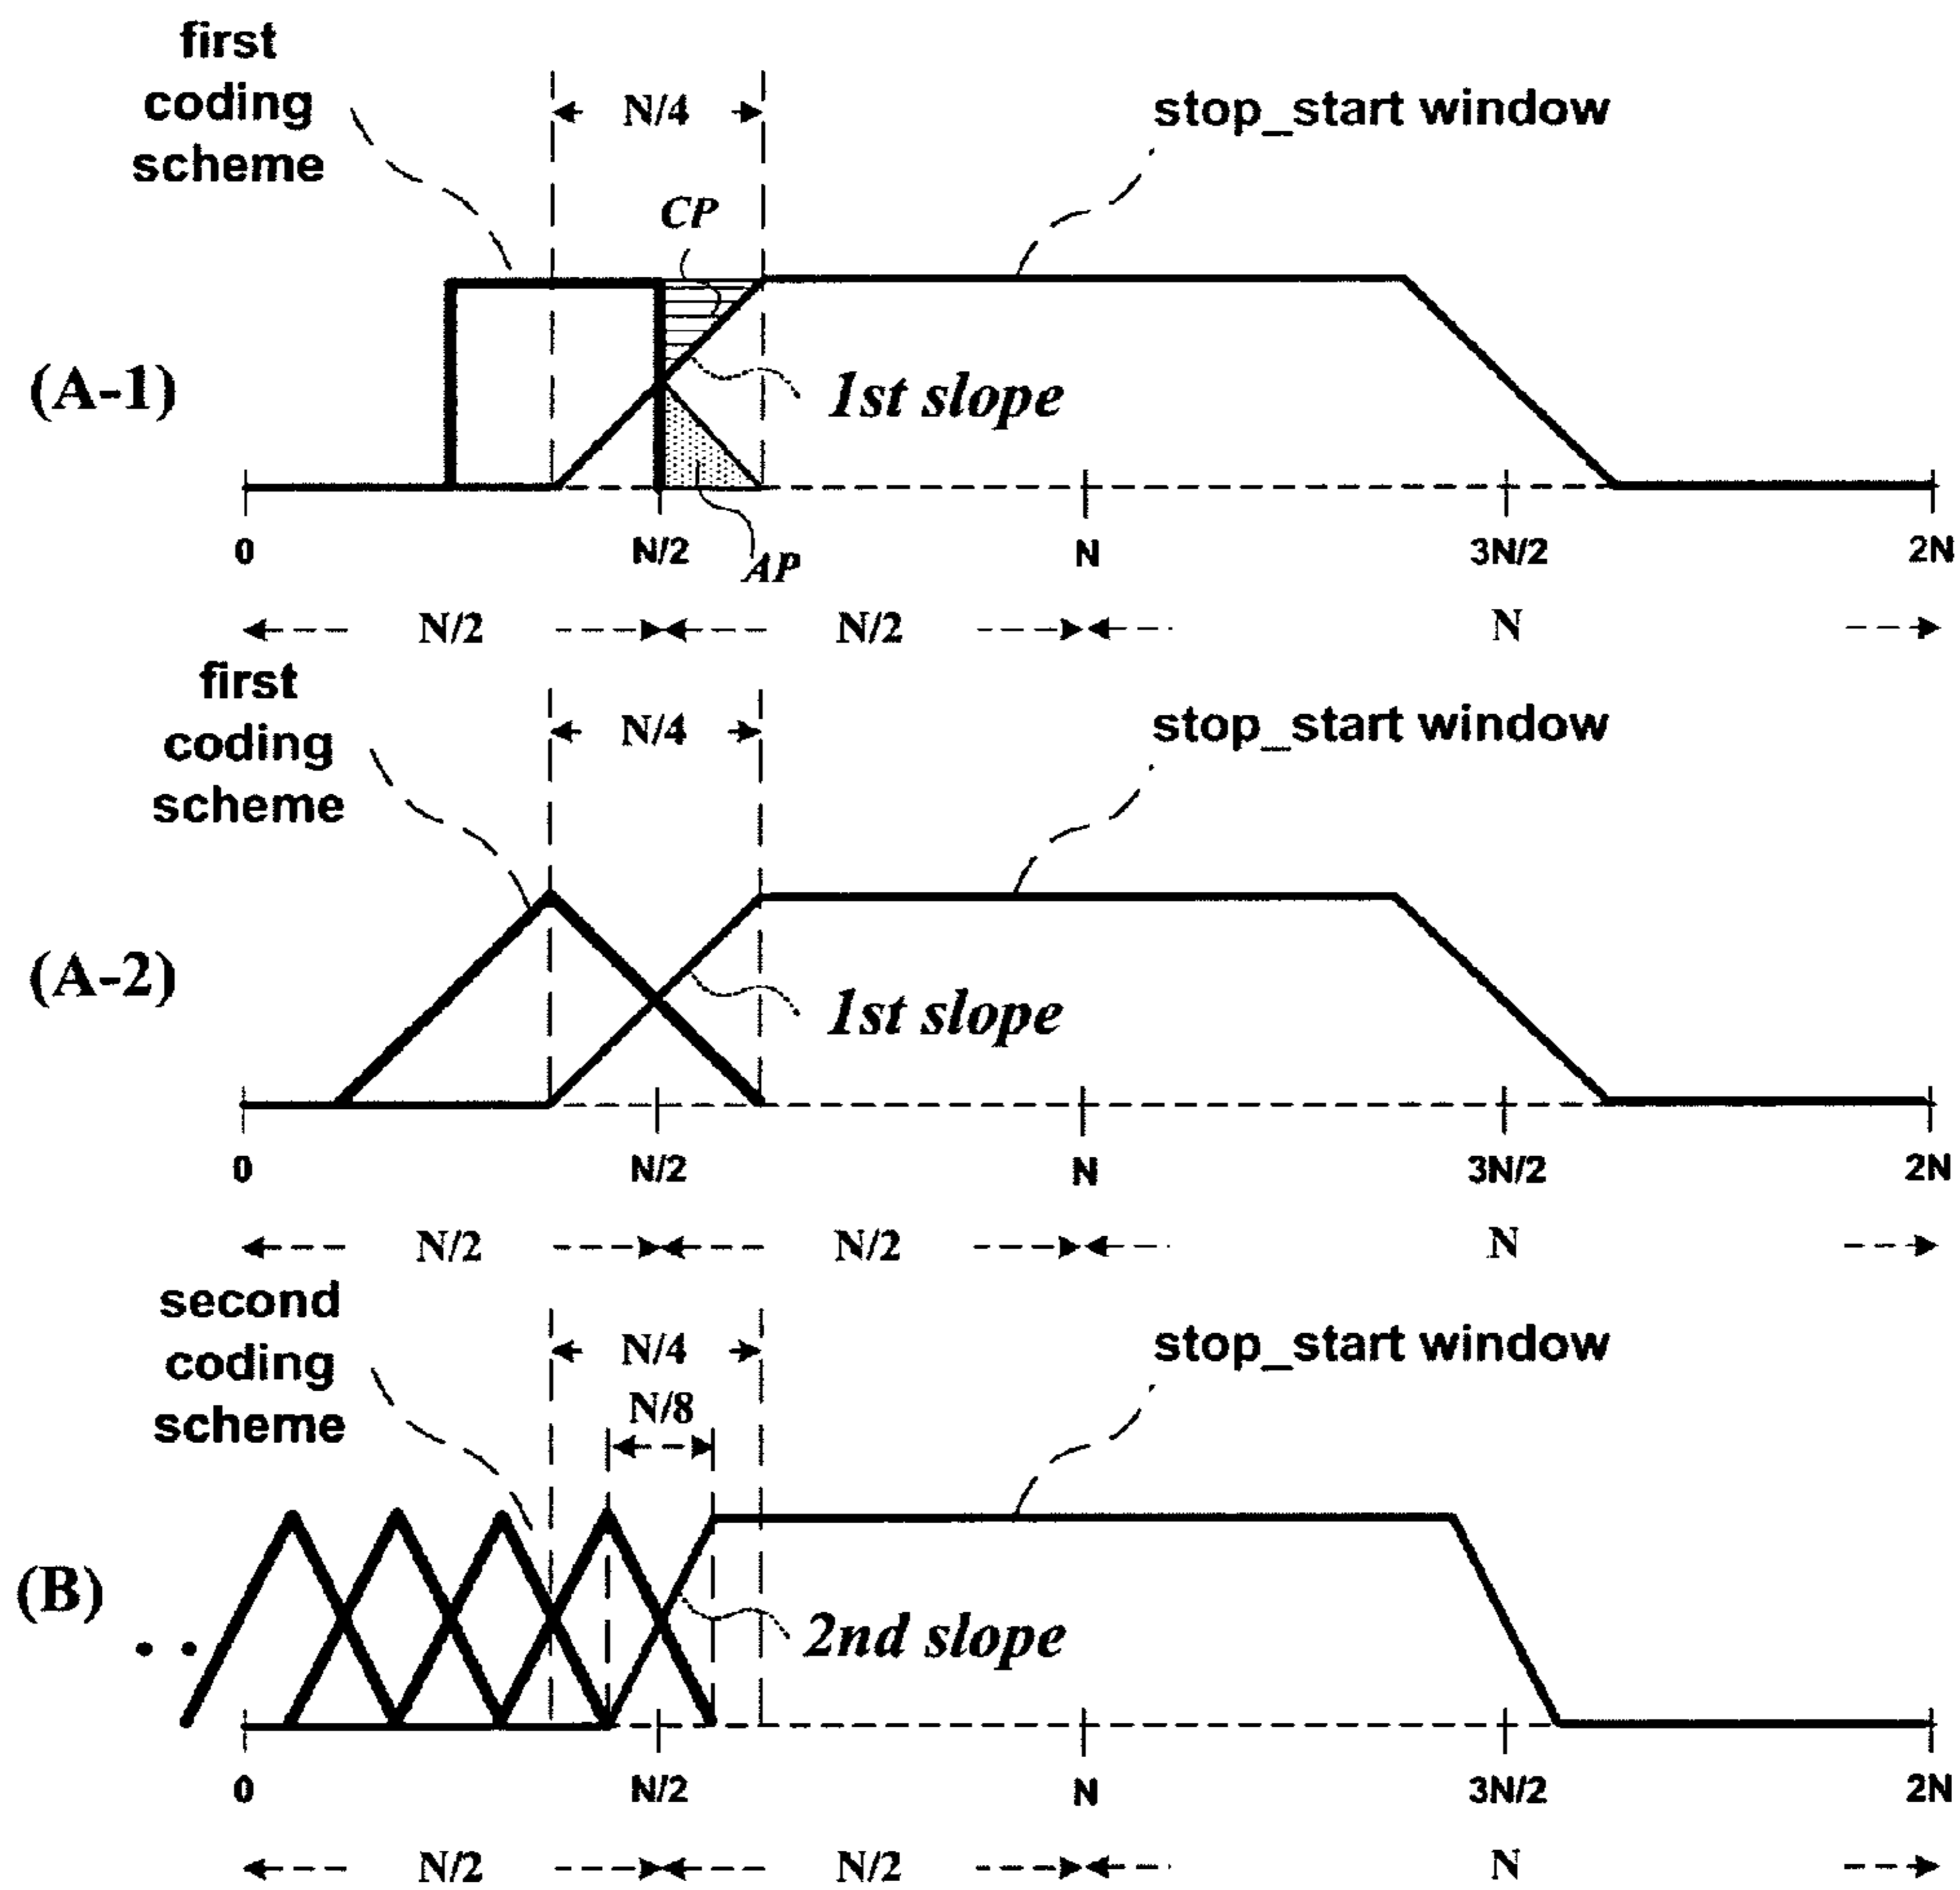 first
coding
scheme
N/4
stop_start window
CP
(A-1)
1st slope
0
N/2
N
3N/2
2N
AP
N/2
N/2
N
first
coding
scheme
N/4
stop_start window
(A-2)
1st slope
0
N/2
N
3N/2
2N
N/2
N/2
N
second
coding
scheme
N/4
N/8
stop_start window
(B)
2nd slope
0
N/2
N
3N/2
2N
N/2
N/2
N